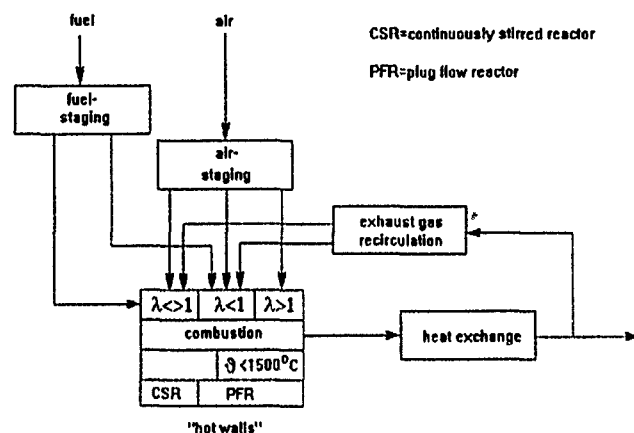 fuel
air
CSR=continuously stirred reactor
PFR=plug flow reactor
fuel-
staging
air-
staging
exhaust gas
recirculation
λ<>1 λ<1 λ>1
combustion
heat exchange
ϑ<1500°C
CSR PFR
"hot walls"